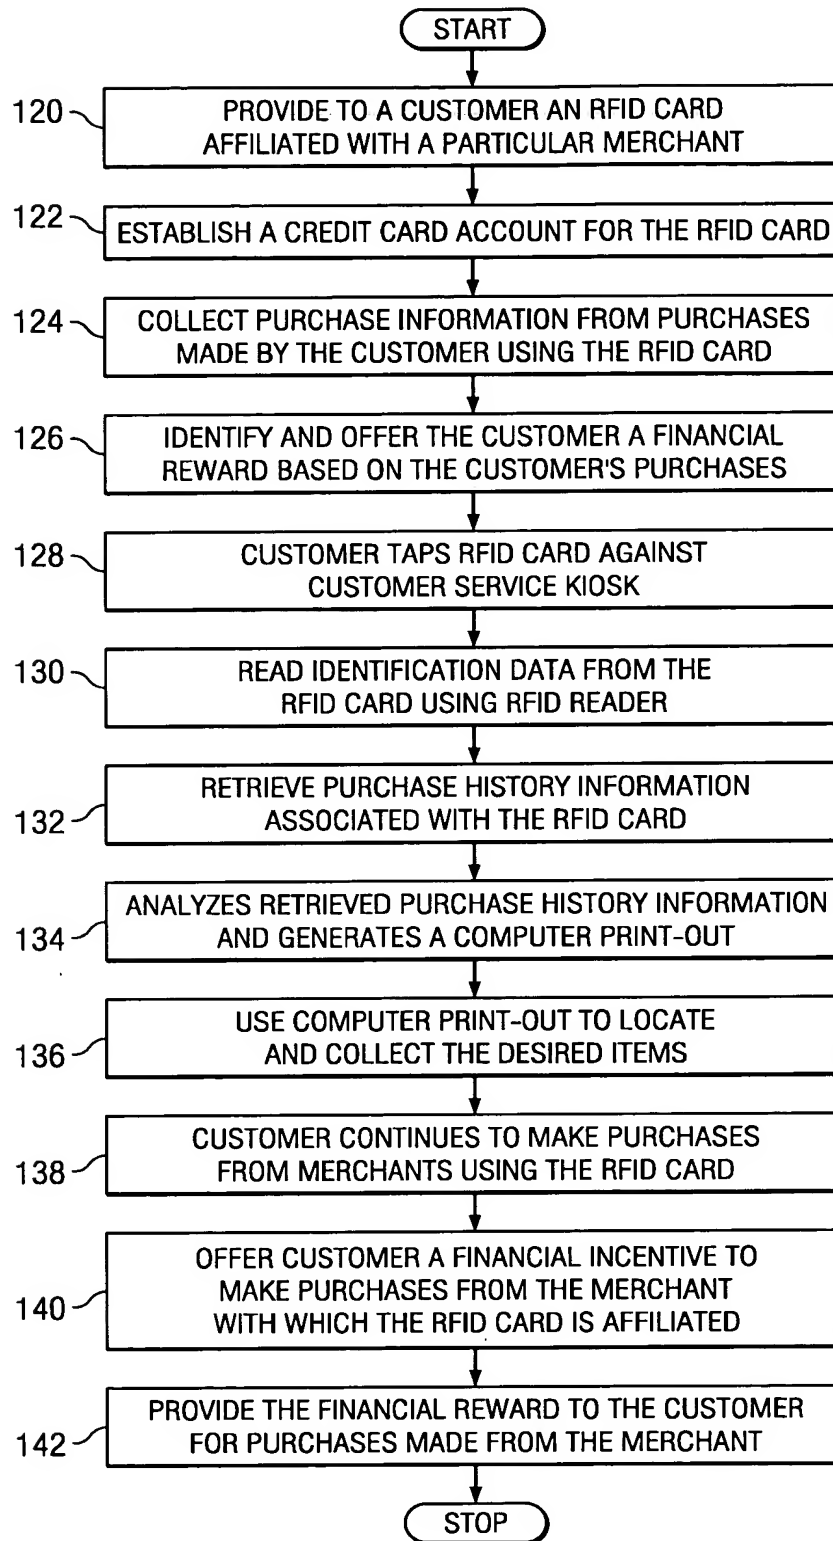 START
120
PROVIDE TO A CUSTOMER AN RFID CARD
AFFILIATED WITH A PARTICULAR MERCHANT
122
ESTABLISH A CREDIT CARD ACCOUNT FOR THE RFID CARD
124
COLLECT PURCHASE INFORMATION FROM PURCHASES
MADE BY THE CUSTOMER USING THE RFID CARD
126
IDENTIFY AND OFFER THE CUSTOMER A FINANCIAL
REWARD BASED ON THE CUSTOMER'S PURCHASES
128
CUSTOMER TAPS RFID CARD AGAINST
CUSTOMER SERVICE KIOSK
130
READ IDENTIFICATION DATA FROM THE
RFID CARD USING RFID READER
132
RETRIEVE PURCHASE HISTORY INFORMATION
ASSOCIATED WITH THE RFID CARD
134
ANALYZES RETRIEVED PURCHASE HISTORY INFORMATION
AND GENERATES A COMPUTER PRINT-OUT
136
USE COMPUTER PRINT-OUT TO LOCATE
AND COLLECT THE DESIRED ITEMS
138
CUSTOMER CONTINUES TO MAKE PURCHASES
FROM MERCHANTS USING THE RFID CARD
140
OFFER CUSTOMER A FINANCIAL INCENTIVE TO
MAKE PURCHASES FROM THE MERCHANT
WITH WHICH THE RFID CARD IS AFFILIATED
142
PROVIDE THE FINANCIAL REWARD TO THE CUSTOMER
FOR PURCHASES MADE FROM THE MERCHANT
STOP